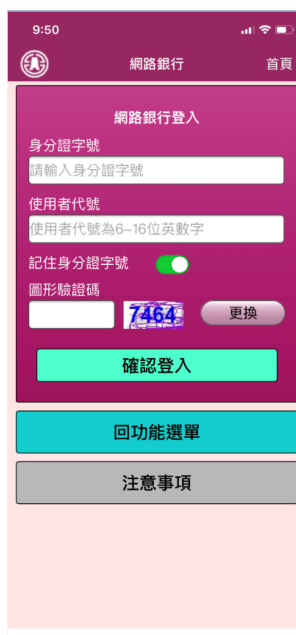 9:50
網路銀行
首頁
網路銀行登入
身分證字號
請輸入身分證字號
使用者代號
使用者代號為6-16位英數字
記住身分證字號
圖形驗證碼
7464
更換
確認登入
回功能選單
注意事項